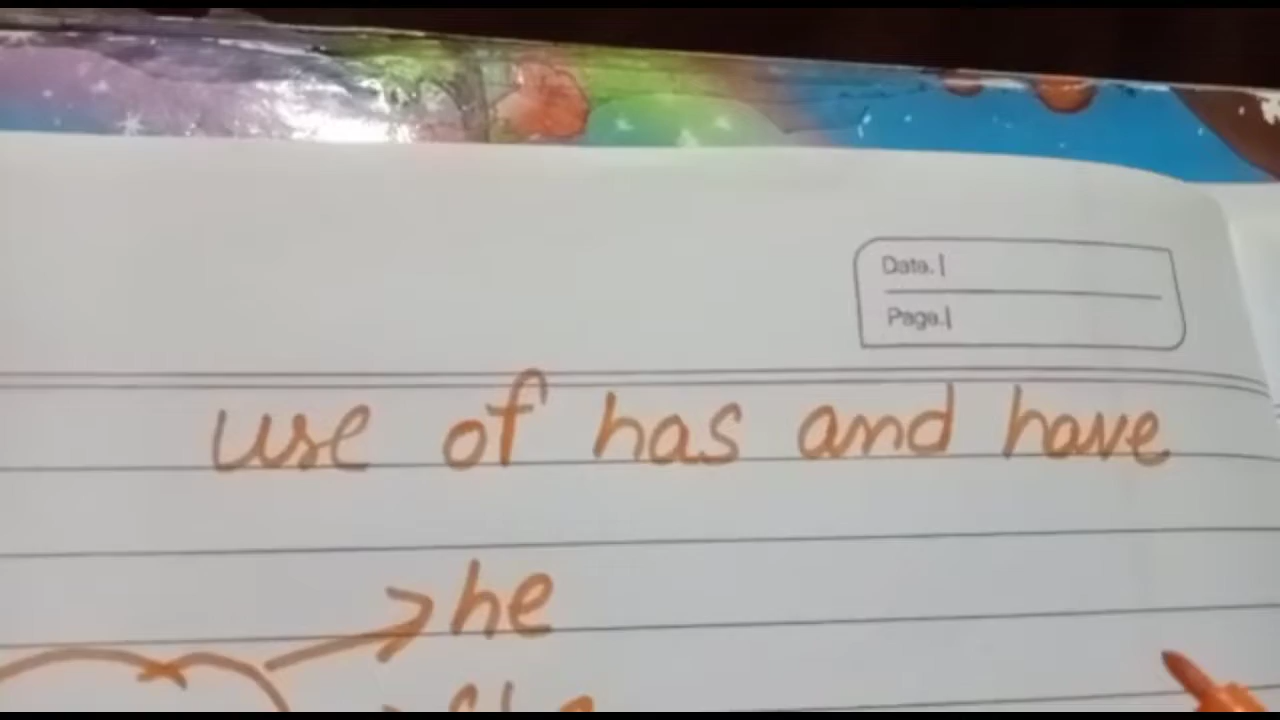 Date.
Page.
use of has and have
he